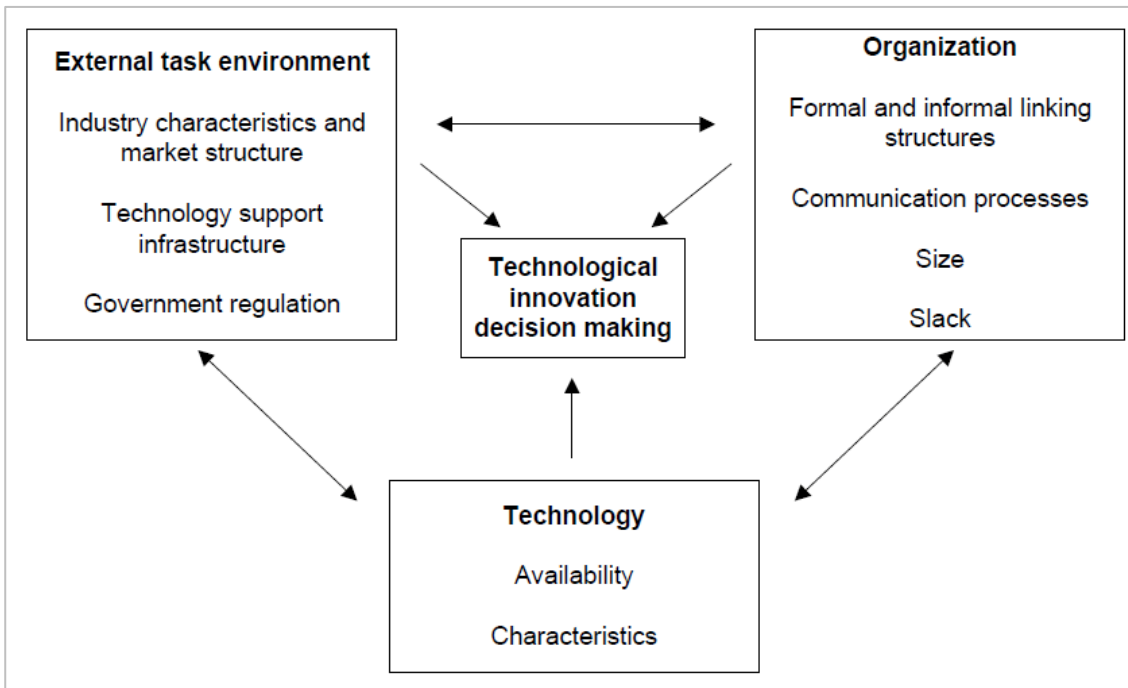 External task environment
Industry characteristics and
market structure
Technology support
infrastructure
Government regulation
Organization
Formal and informal linking
structures
Communication processes
Size
Slack
Technological
innovation
decision making
Technology
Availability
Characteristics